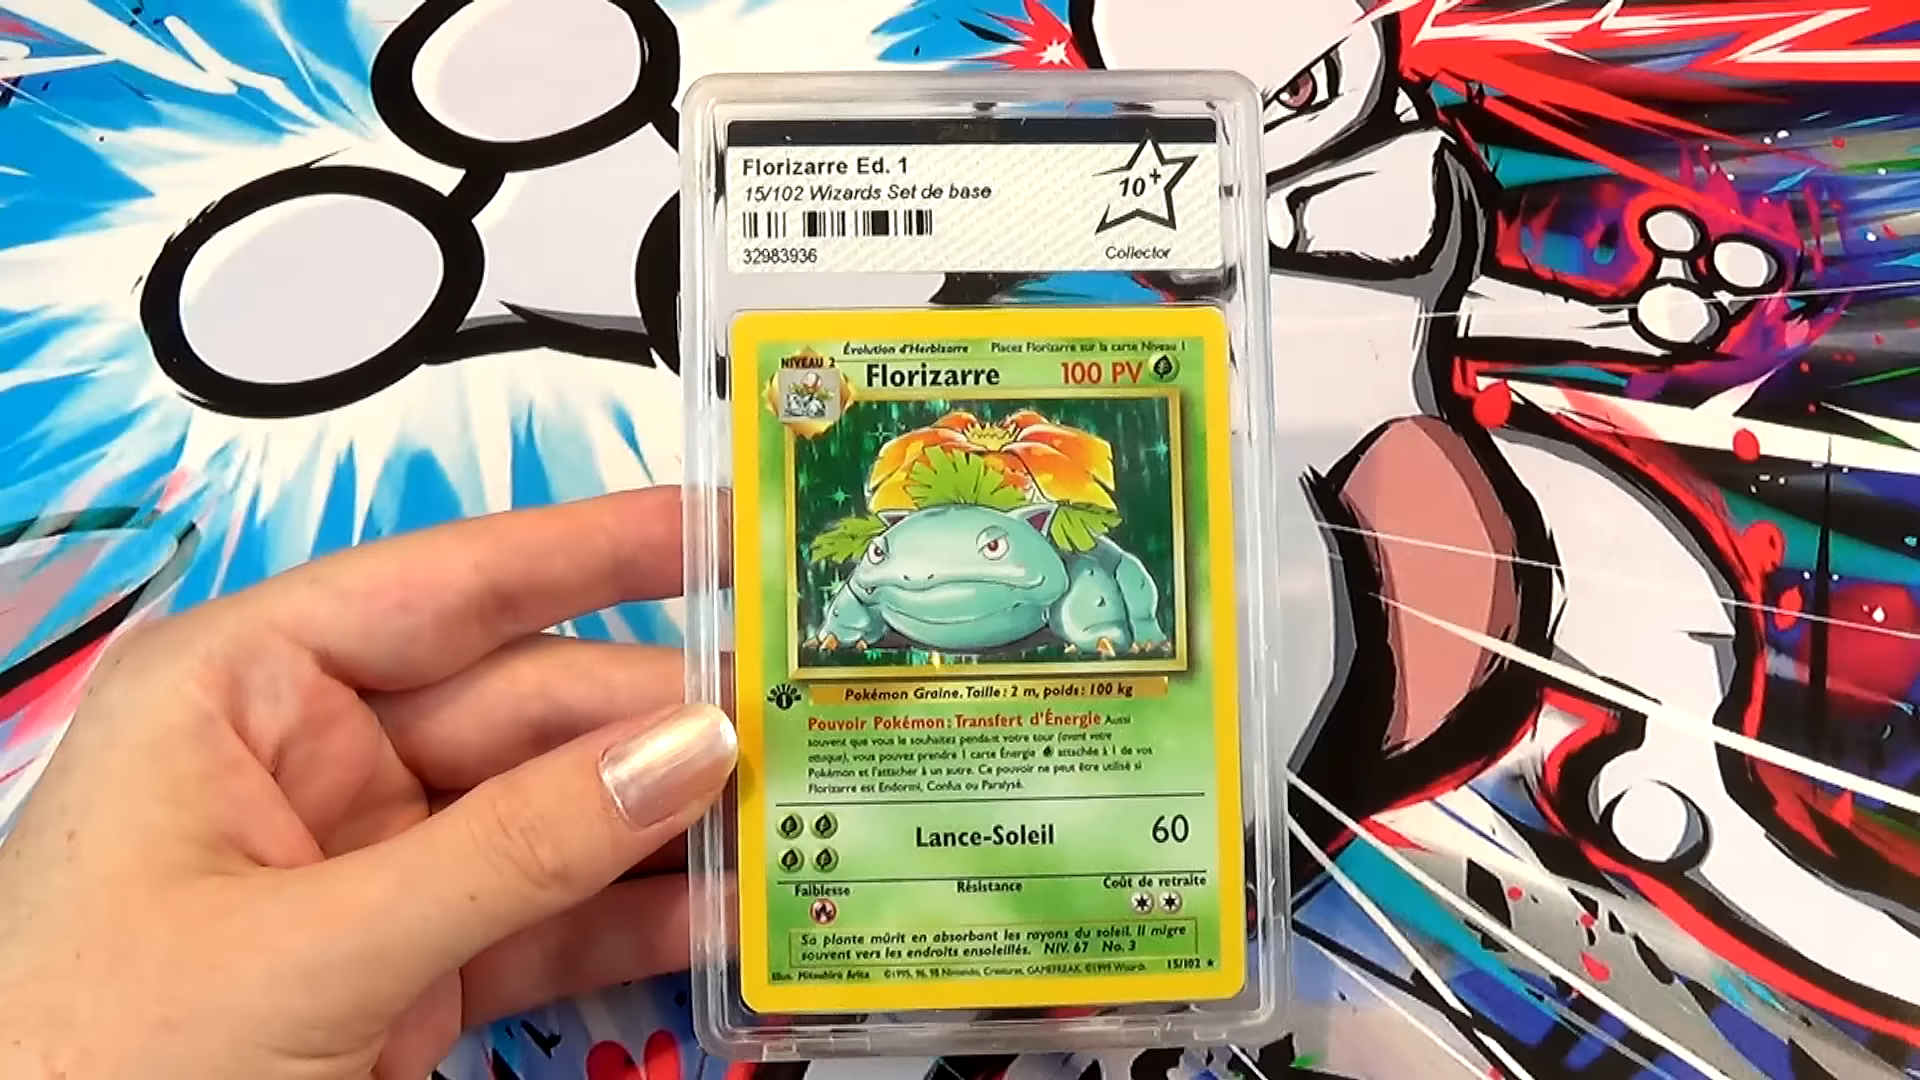 Florizarre Ed. 1
15/102 Wizards Set de base
10+
32983936
Collector
Évolution d'Herbizarre Placez Florizarre sur la carte Niveau 1
NIVEAU 2
Florizarre 100 PV
EDITION 1
Pokémon Graine. Taille : 2 m, poids : 100 kg
Pouvoir Pokémon : Transfert d'Énergie Aussi
souvent que vous le souhaitez pendant votre tour (avant votre
attaque), vous pouvez prendre 1 carte Énergie attachée à 1 de vos
Pokémon et l'attacher à un autre. Ce pouvoir ne peut être utilisé si
Florizarre est Endormi, Confus ou Paralysé.
Lance-Soleil 60
Faiblesse Résistance Coût de retraite
Sa plante mûrit en absorbant les rayons du soleil. Il migre
souvent vers les endroits ensoleillés. NIV. 67 No. 3
Illus. Mitsuhiro Arita ©1995, 96, 98 Nintendo, Creatures, GAMEFREAK. ©1999 Wizards. 15/102 ★